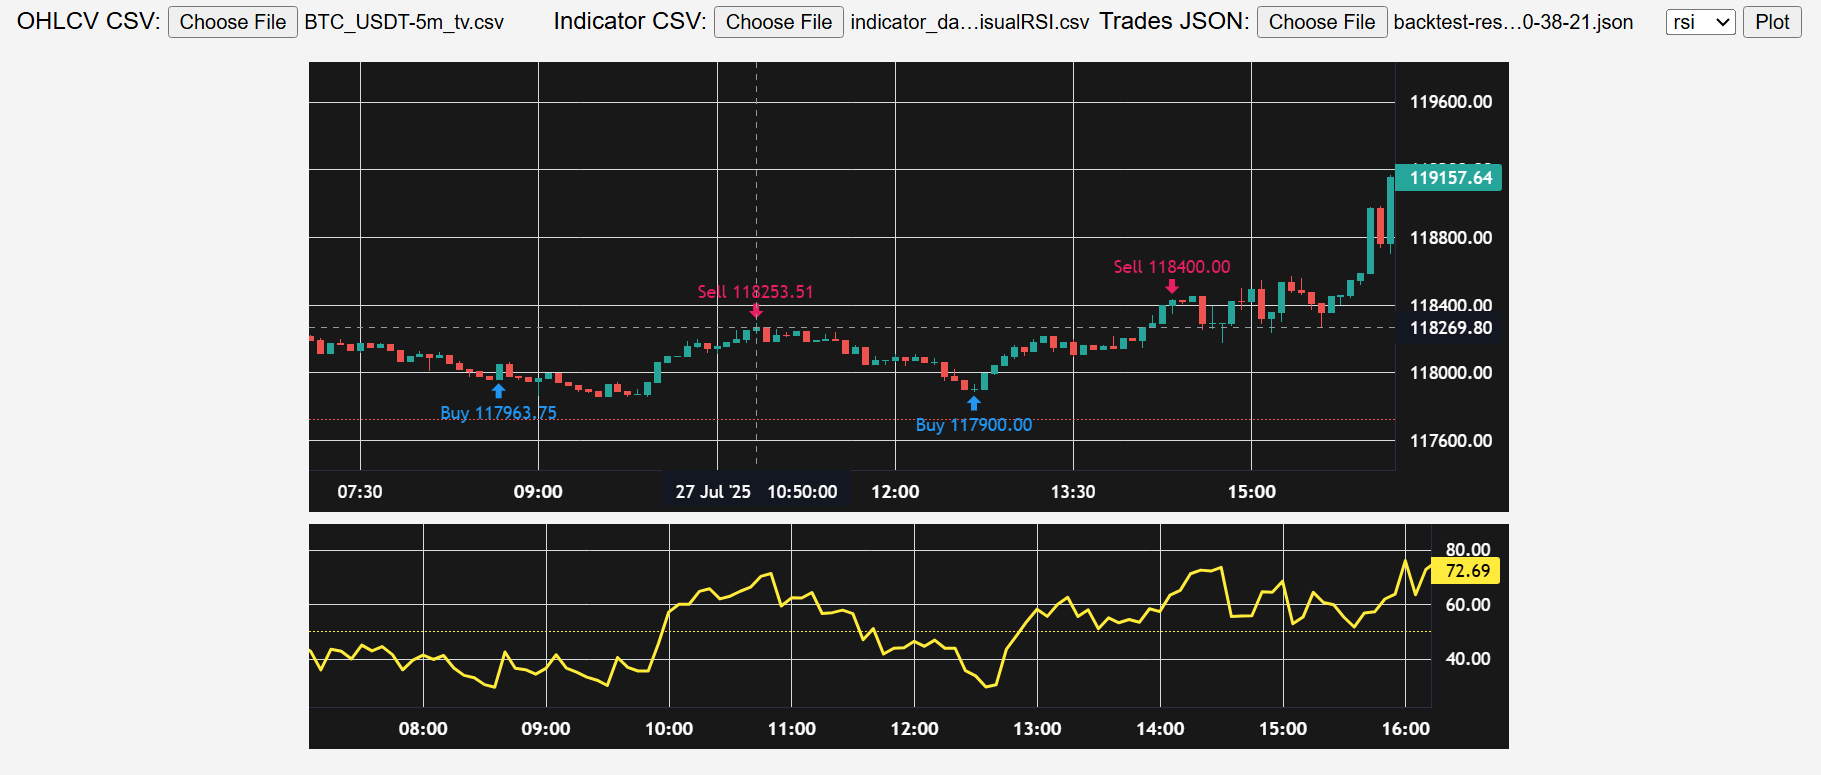 OHLCV CSV: Choose File BTC_USDT-5m_tv.csv Indicator CSV: Choose File indicator_da...isualRSI.csv Trades JSON: Choose File backtest-res...0-38-21.json rsi Plot
119600.00
119157.64
118800.00
Sell 118400.00
Sell 118253.51
118400.00
118269.80
118000.00
Buy 117963.75
Buy 117900.00
117600.00
07:30 09:00 27 Jul '25 10:50:00 12:00 13:30 15:00
80.00
72.69
60.00
40.00
08:00 09:00 10:00 11:00 12:00 13:00 14:00 15:00 16:00